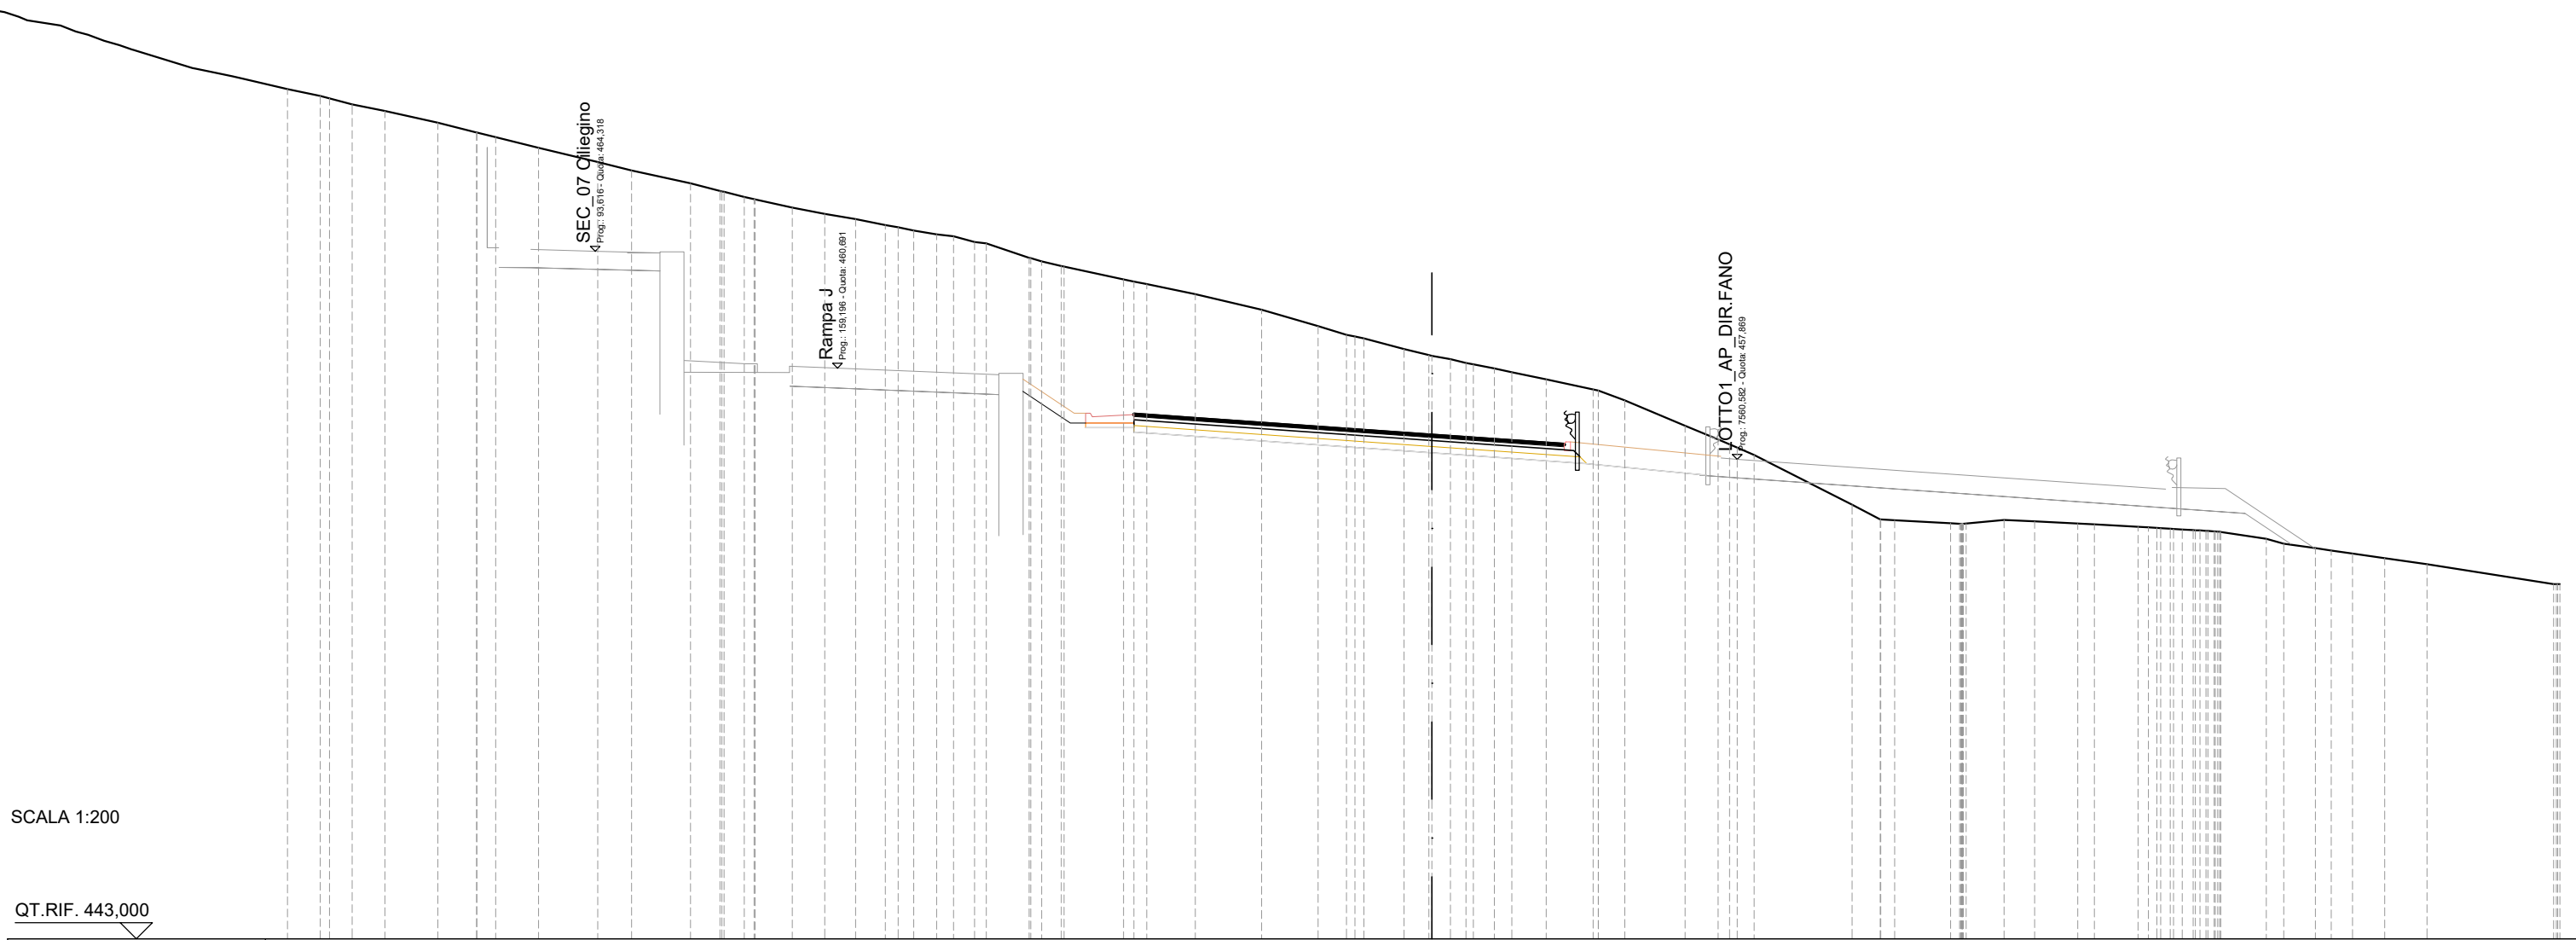 SEC_07 Ciliegino
Prog.: 93,616 - Quota: 464,318
Rampa J
Prog.: 159,196 - Quota: 460,691
LOTTO1_AP_DIR.FANO
Prog.: 7560,582 - Quota: 457,869
SCALA 1:200
QT.RIF. 443,000